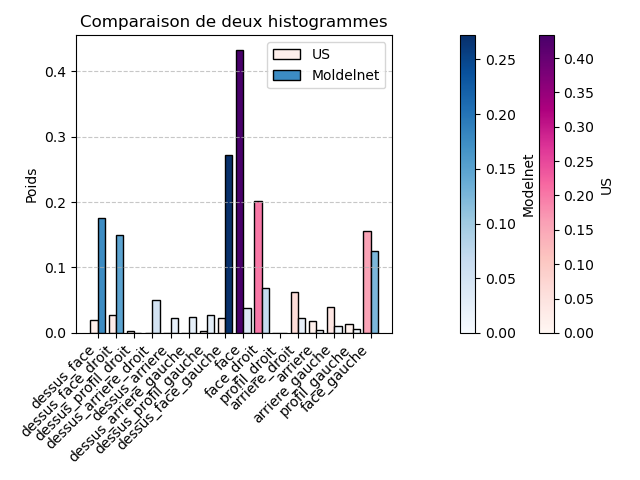 Comparaison de deux histogrammes
US
Moldelnet
Poids
0.4
0.3
0.2
0.1
0.0
dessus_face
dessus_face_droit
dessus_profil_droit
dessus_arriere_droit
dessus_arriere
dessus_arrière_gauche
dessus_profil_gauche
dessus_face_gauche
face
face_droit
profil_droit
arriere_droit
arriere
arriere_gauche
profil_gauche
face_gauche
0.25
0.20
0.15
0.10
0.05
0.00
Modelnet
0.40
0.35
0.30
0.25
0.20
0.15
0.10
0.05
0.00
US